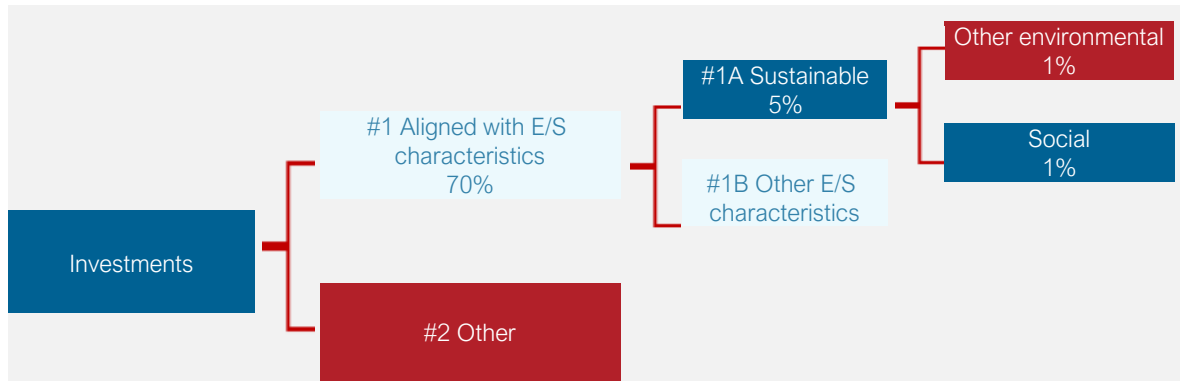 Investments
#1 Aligned with E/S
characteristics
70%
#2 Other
#1A Sustainable
5%
#1B Other E/S
characteristics
Other environmental
1%
Social
1%